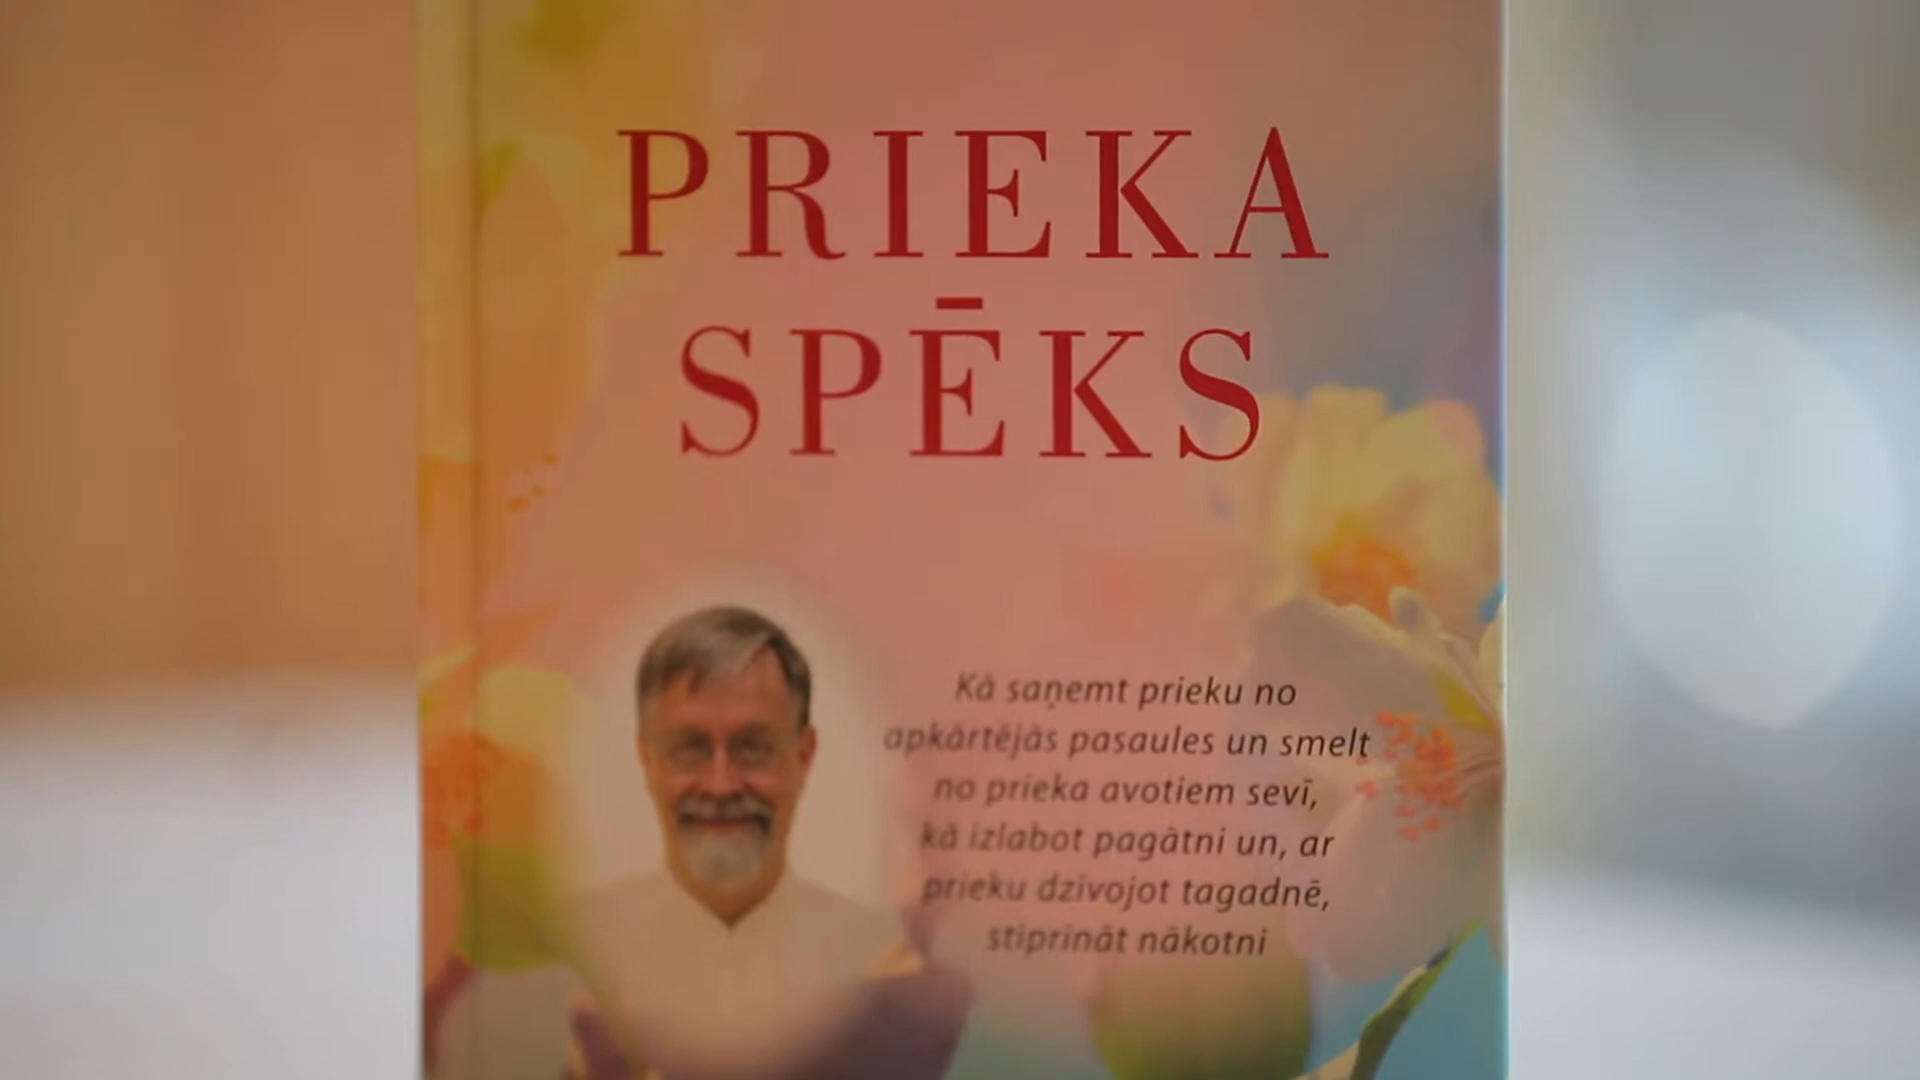 PRIEKA
SPĒKS
Kā saņemt prieku no
apkārtējās pasaules un smelt
no prieka avotiem sevī,
kā izlabot pagātni un, ar
prieku dzīvojot tagadnē,
stiprināt nākotni